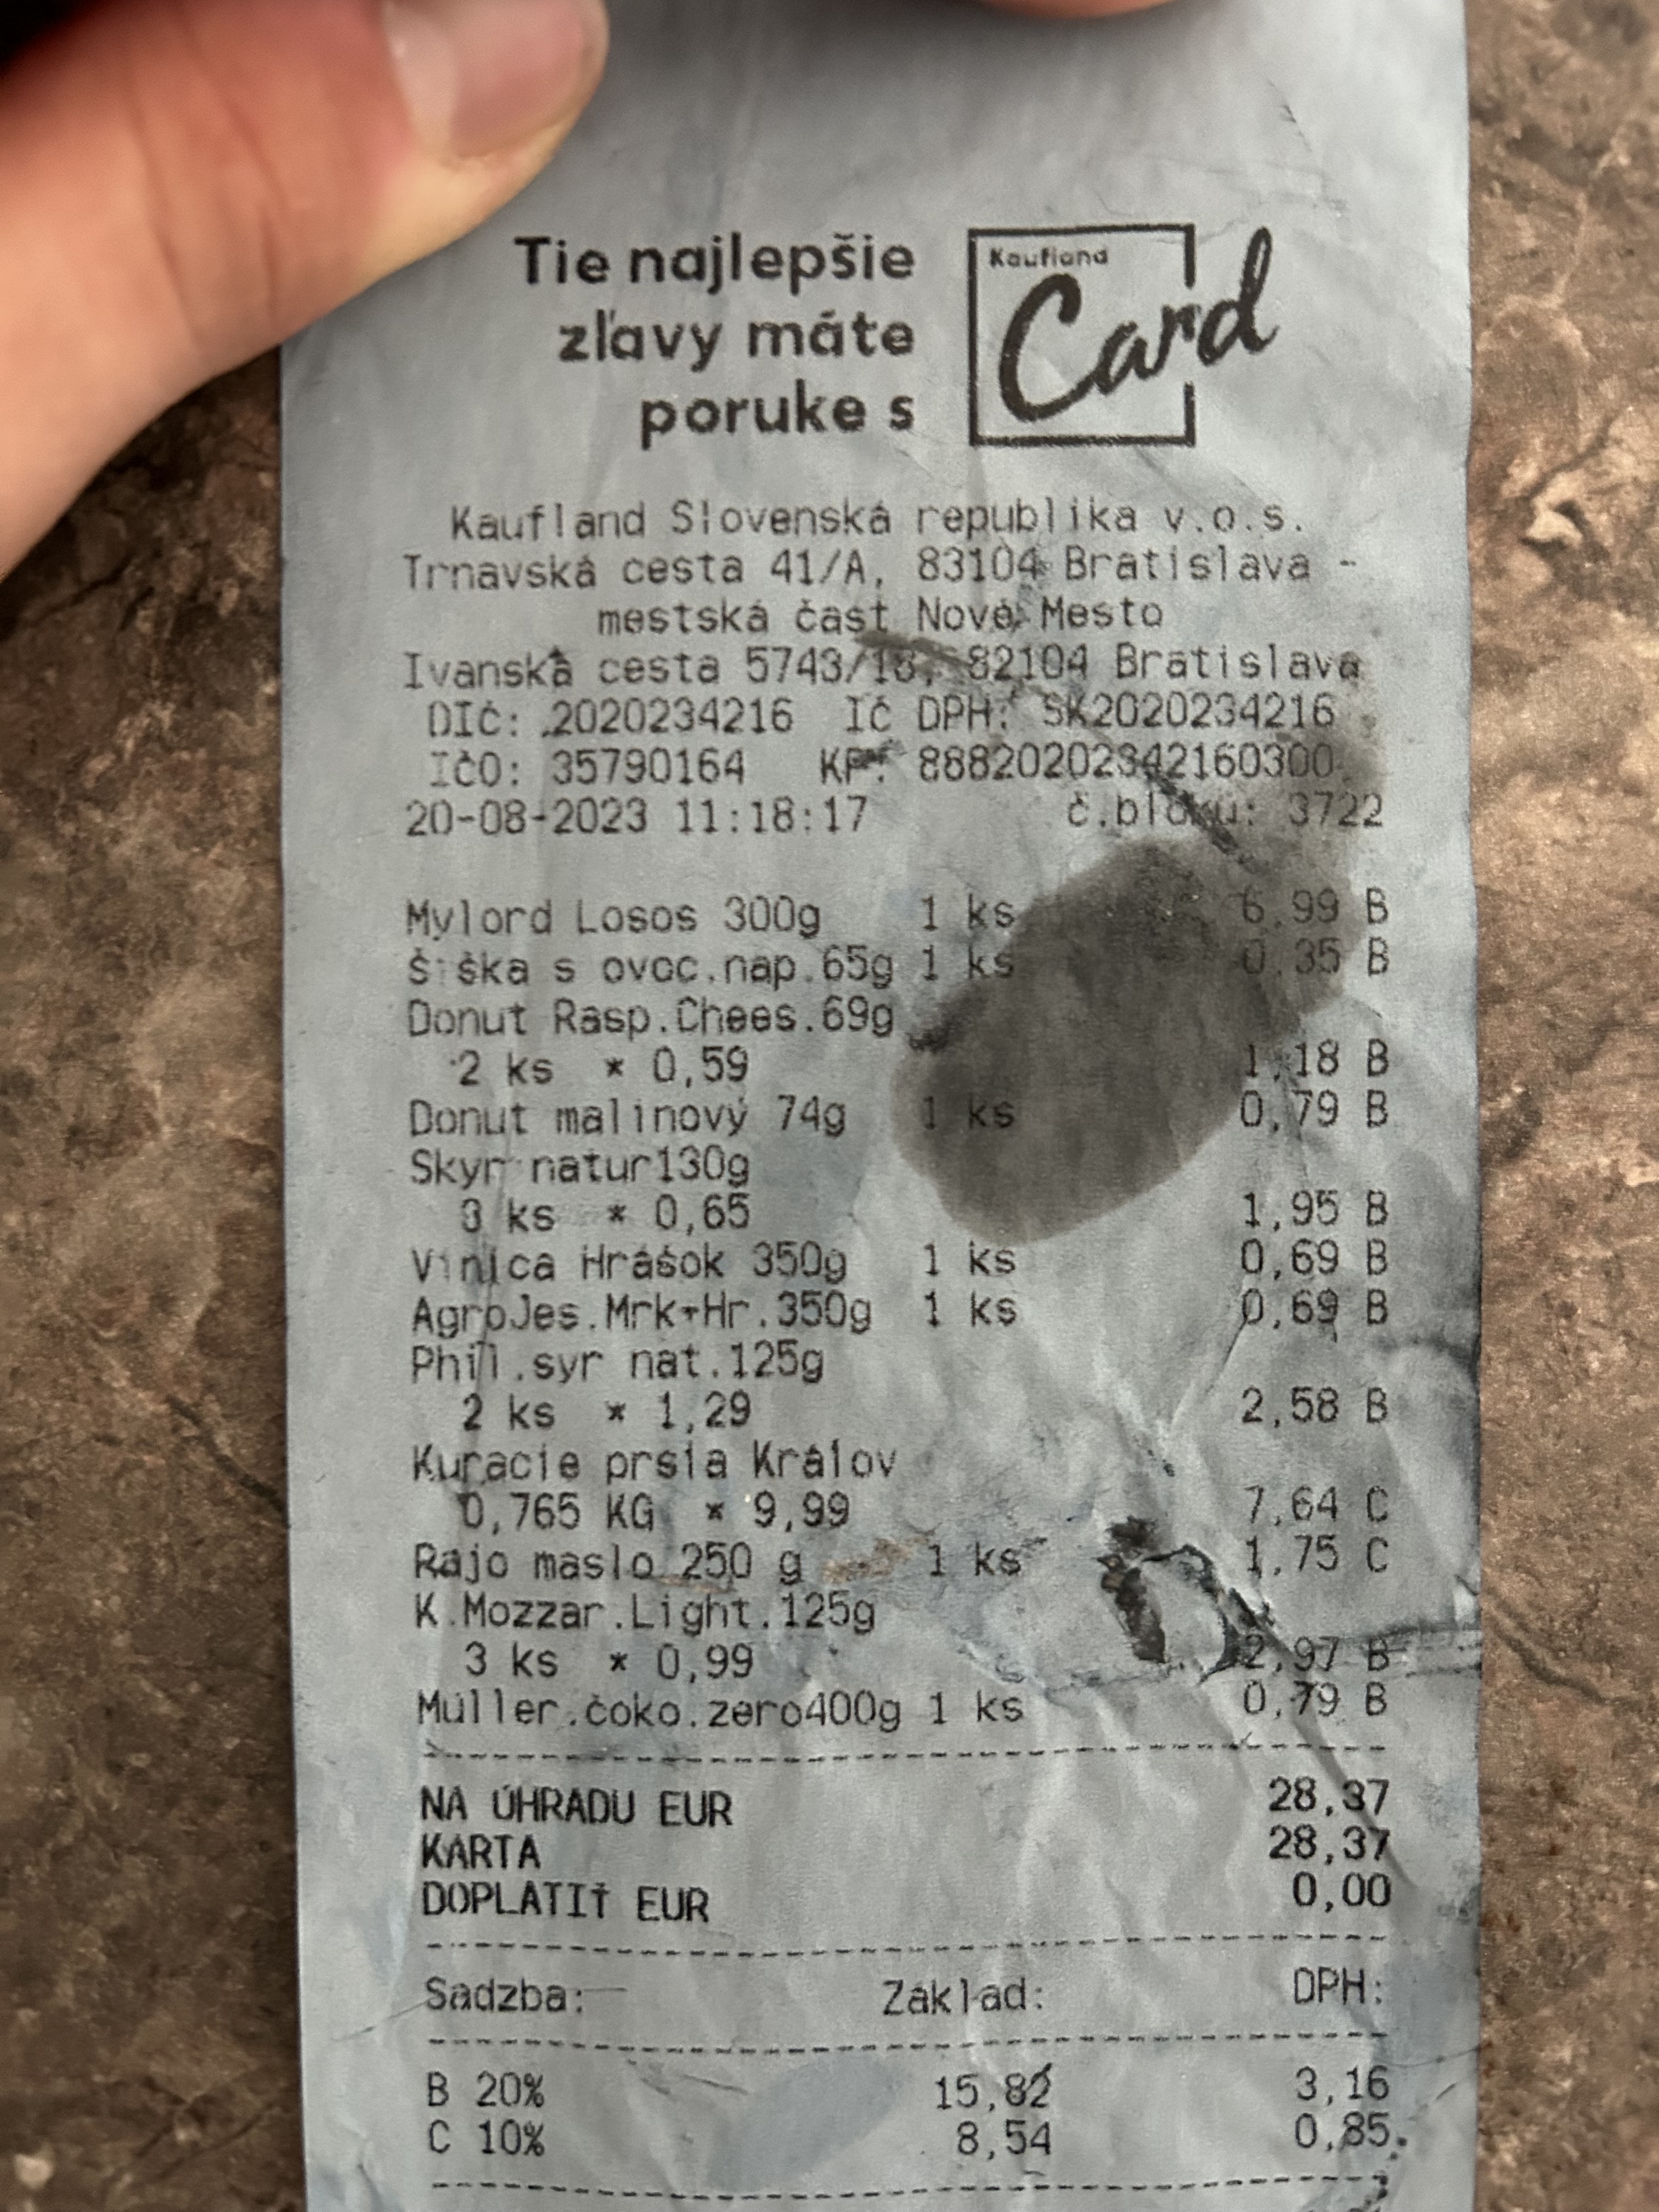 Tie najlepšie
zľavy máte
poruke s
Kaufland
Card
Kaufland Slovenská republika v.o.s.
Trnavská cesta 41/A, 83104 Bratislava -
mestská časť Nové Mesto
Ivanská cesta 5743/18, 82104 Bratislava
DIČ: 2020234216 IČ DPH: SK2020234216
IČO: 35790164 KP: 88820202342160300
20-08-2023 11:18:17 č.bloku: 3722
Mylord Losos 300g 1 ks 6,99 B
Šiška s ovoc.nap.65g 1 ks 0,35 B
Donut Rasp.Chees.69g
2 ks * 0,59 1,18 B
Donut malinový 74g 1 ks 0,79 B
Skyr natur130g
3 ks * 0,65 1,95 B
Vinica Hrášok 350g 1 ks 0,69 B
AgroJes.Mrk+Hr.350g 1 ks 0,69 B
Phil.syr nat.125g
2 ks * 1,29 2,58 B
Kuracie prsia Králov
0,765 KG * 9,99 7,64 C
Rajo maslo 250 g 1 ks 1,75 C
K.Mozzar.Light.125g
3 ks * 0,99 2,97 B
Müller.čoko.zero400g 1 ks 0,79 B
NA ÚHRADU EUR 28,37
KARTA 28,37
DOPLATIŤ EUR 0,00
Sadzba: Základ: DPH:
B 20% 15,82 3,16
C 10% 8,54 0,85